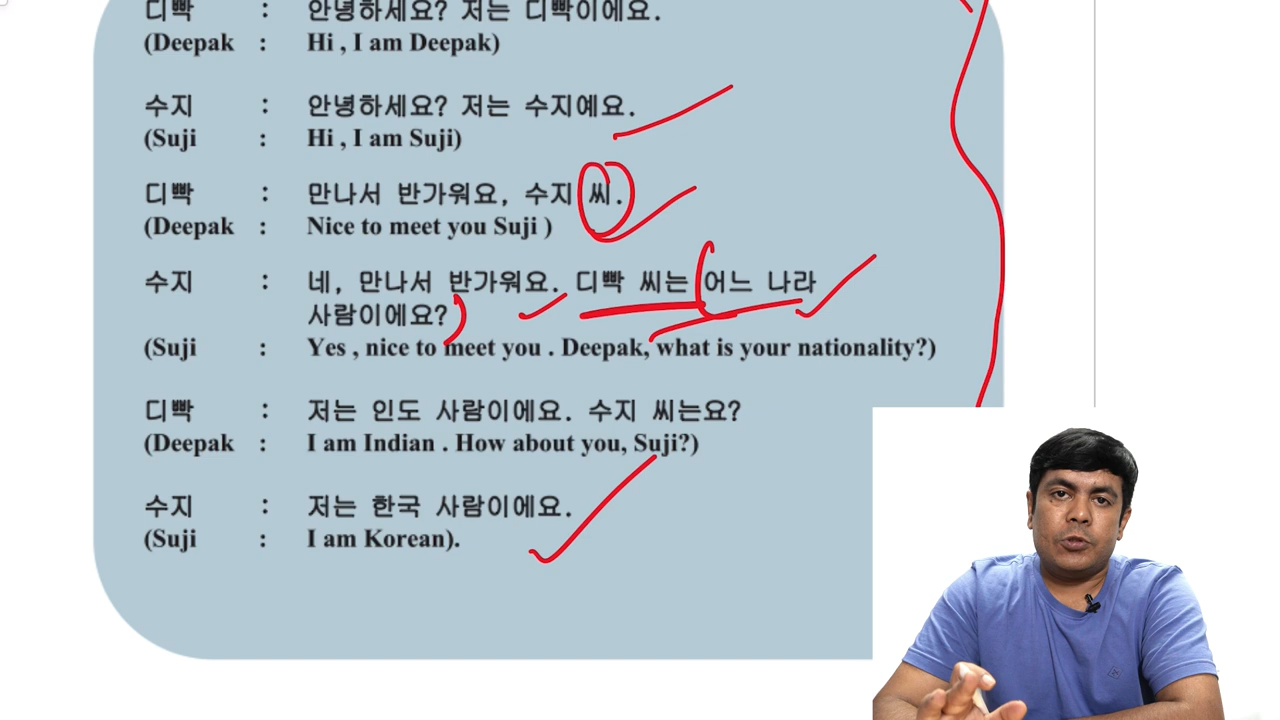 디빡 : 안녕하세요? 저는 디빡이에요.
(Deepak : Hi , I am Deepak)
수지 : 안녕하세요? 저는 수지예요.
(Suji : Hi , I am Suji)
디빡 : 만나서 반가워요, 수지 씨.
(Deepak : Nice to meet you Suji )
수지 : 네, 만나서 반가워요. 디빡 씨는 어느 나라
사람이에요?
(Suji : Yes , nice to meet you . Deepak, what is your nationality?)
디빡 : 저는 인도 사람이에요. 수지 씨는요?
(Deepak : I am Indian . How about you, Suji?)
수지 : 저는 한국 사람이에요.
(Suji : I am Korean).